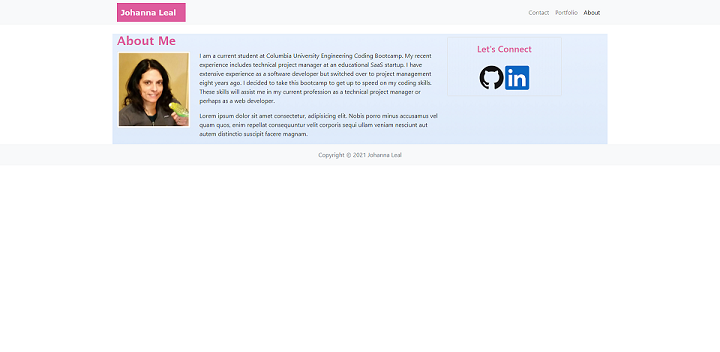 Johanna Leal
Contact Portfolio About
About Me
I am a current student at Columbia University Engineering Coding Bootcamp. My recent
experience includes technical project manager at an educational SaaS startup. I have
extensive experience as a software developer but switched over to project management
eight years ago. I decided to take this bootcamp to get up to speed on my coding skills.
These skills will assist me in my current profession as a technical project manager or
perhaps as a web developer.
Lorem ipsum dolor sit amet consectetur, adipisicing elit. Nobis porro minus accusamus vel
quam quos, enim repellat consequuntur velit corporis sequi ullam veniam nesciunt aut
autem distinctio suscipit facere magnam.
Let's Connect
in
Copyright © 2021 Johanna Leal